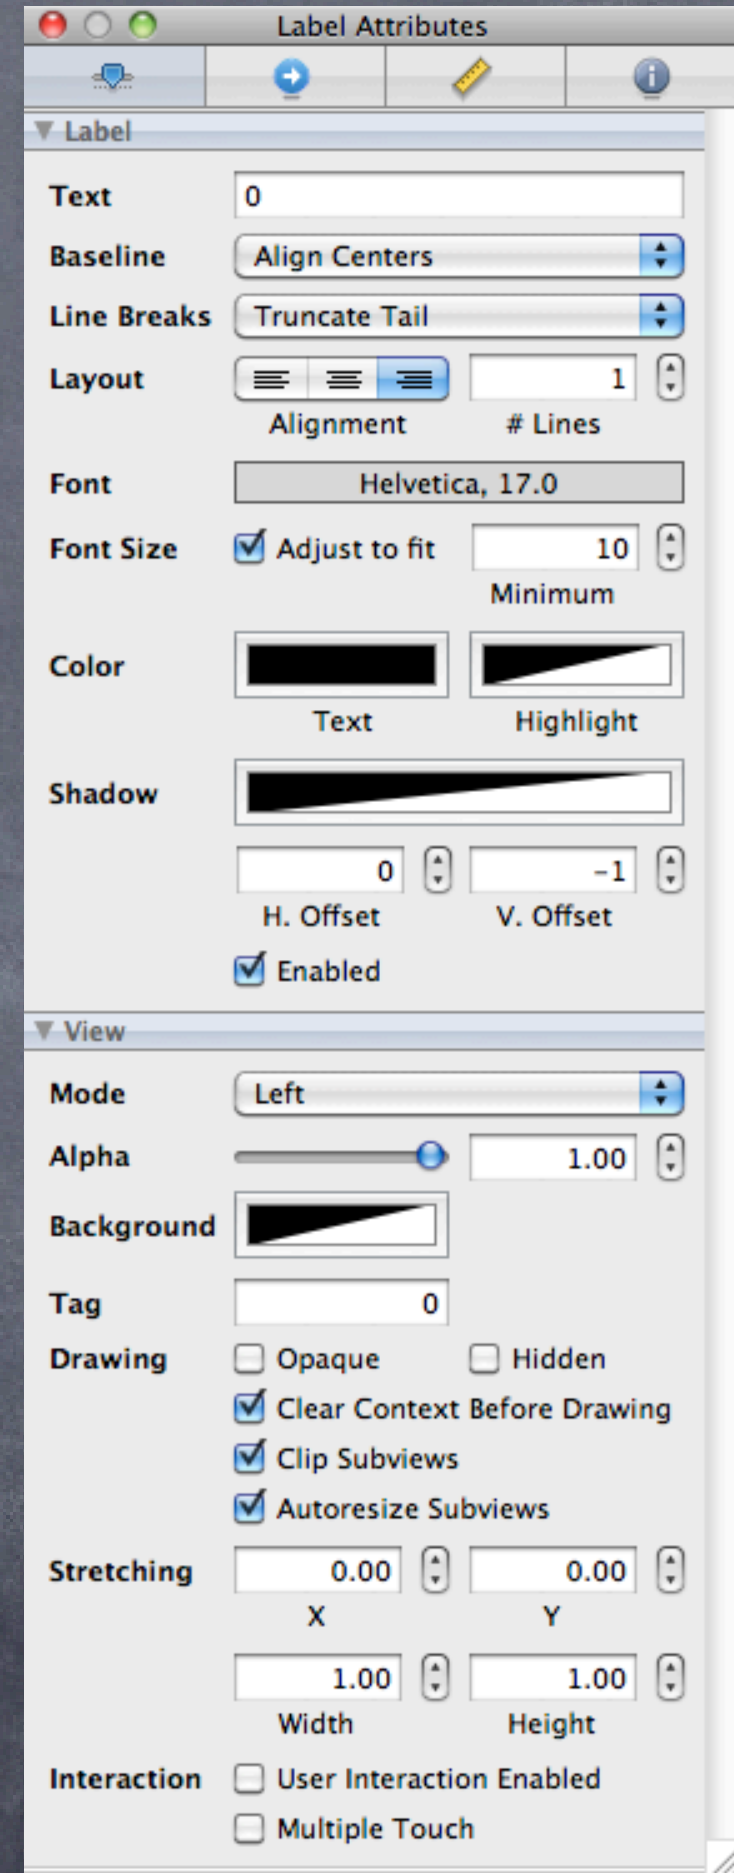 Label Attributes
Label
Text 0
Baseline Align Centers
Line Breaks Truncate Tail
Layout 1
Alignment # Lines
Font Helvetica, 17.0
Font Size Adjust to fit 10
Minimum
Color
Text Highlight
Shadow
0 -1
H. Offset V. Offset
Enabled
View
Mode Left
Alpha 1.00
Background
Tag 0
Drawing Opaque Hidden
Clear Context Before Drawing
Clip Subviews
Autoresize Subviews
Stretching 0.00 0.00
X Y
1.00 1.00
Width Height
Interaction User Interaction Enabled
Multiple Touch